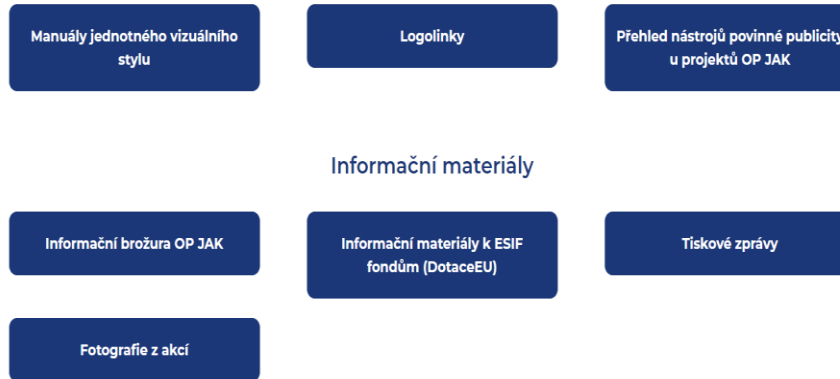 Manuály jednotného vizuálního
stylu
Logolinky
Přehled nástrojů povinné publicity
u projektů OP JAK
Informační materiály
Informační brožura OP JAK
Informační materiály k ESIF
fondům (DotaceEU)
Tiskové zprávy
Fotografie z akcí